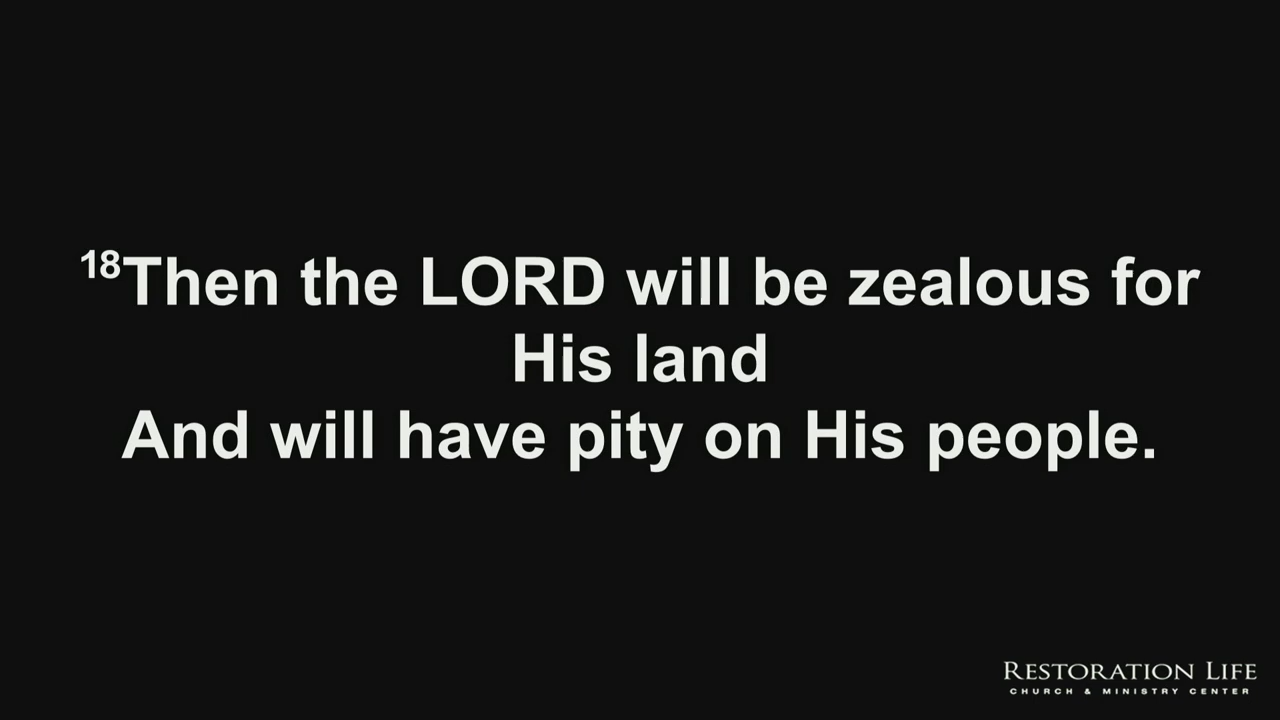 18Then the LORD will be zealous for
His land
And will have pity on His people.
RESTORATION LIFE
CHURCH & MINISTRY CENTER